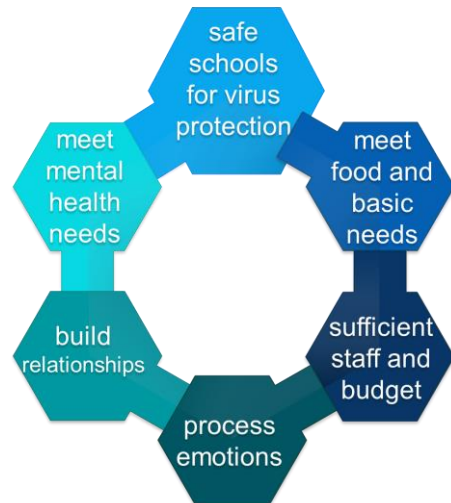 safe
schools
for virus
protection
meet
food and
basic
needs
sufficient
staff and
budget
process
emotions
build
relationships
meet
mental
health
needs